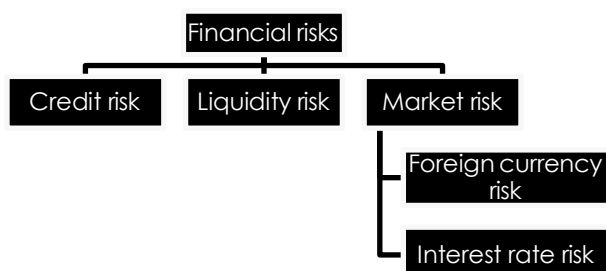 Financial risks
Credit risk
Liquidity risk
Market risk
Foreign currency
risk
Interest rate risk